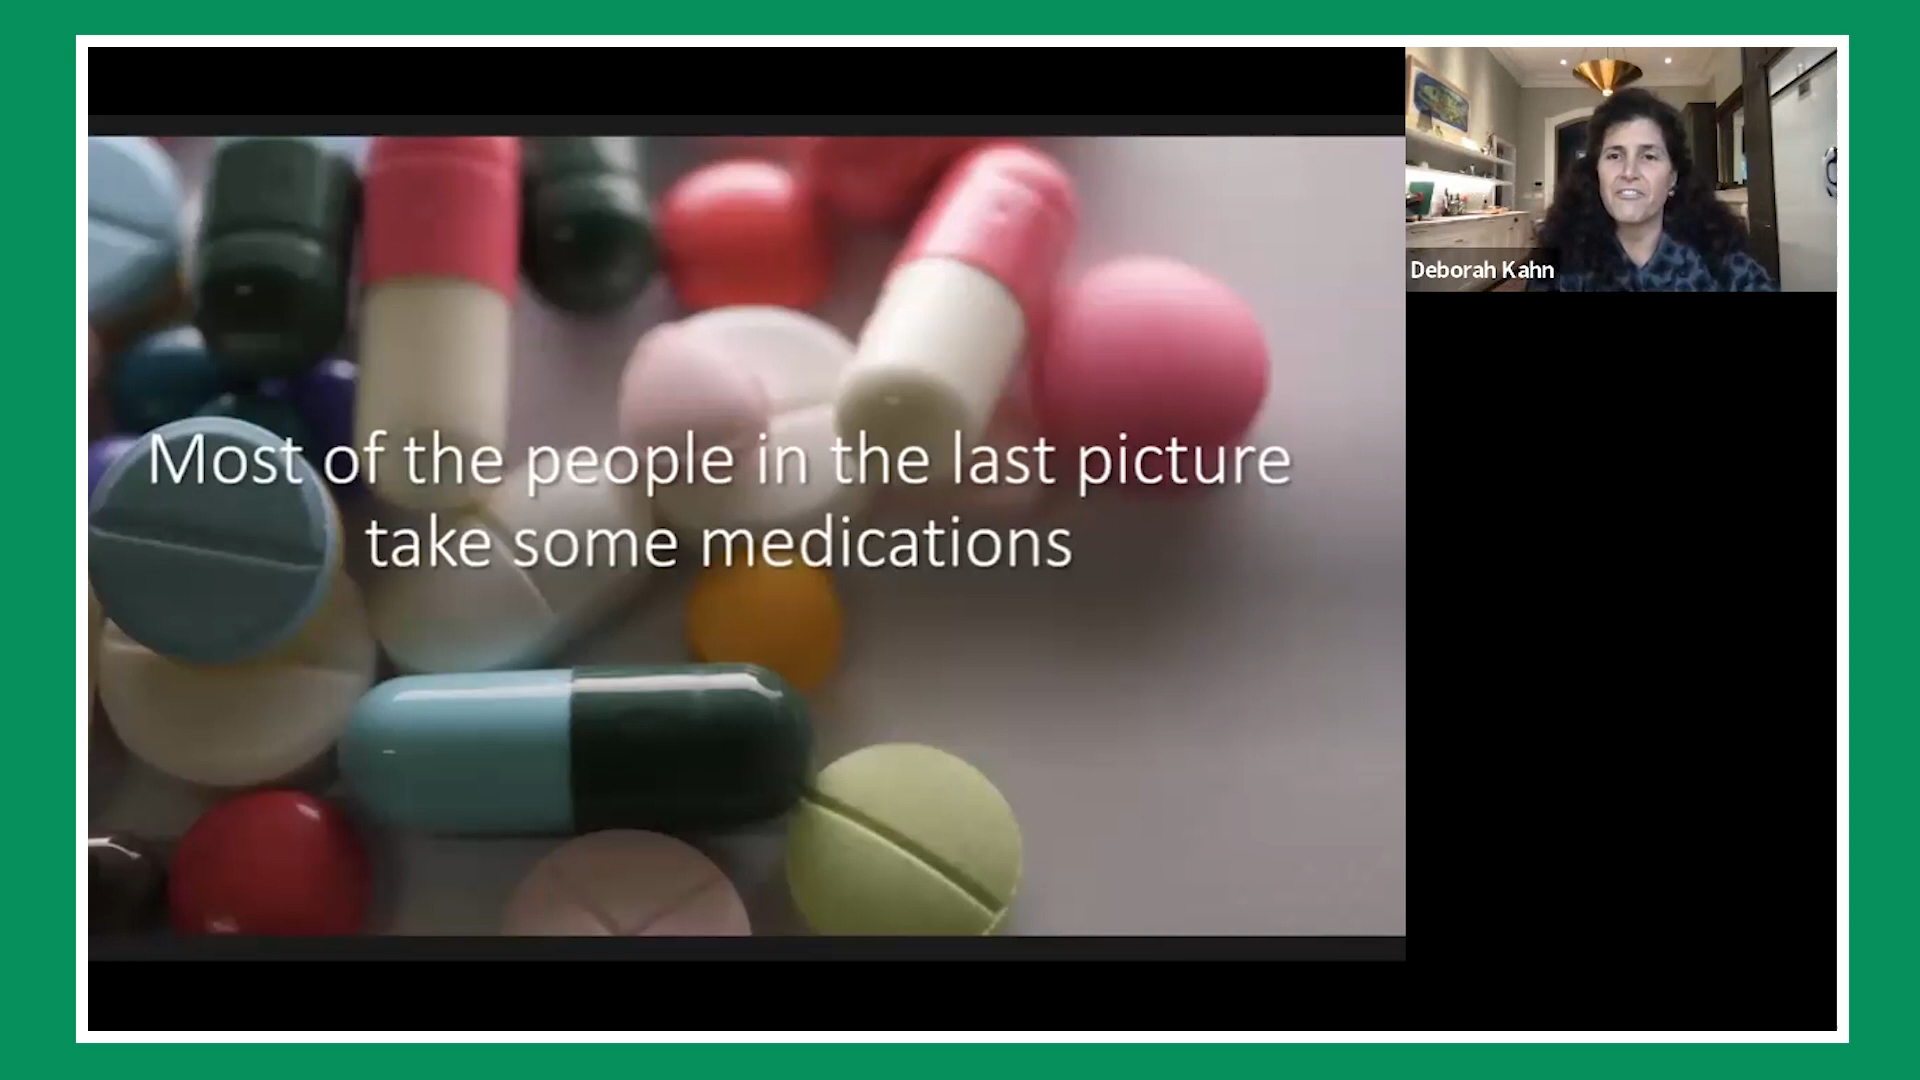 Most of the people in the last picture
take some medications
Deborah Kahn